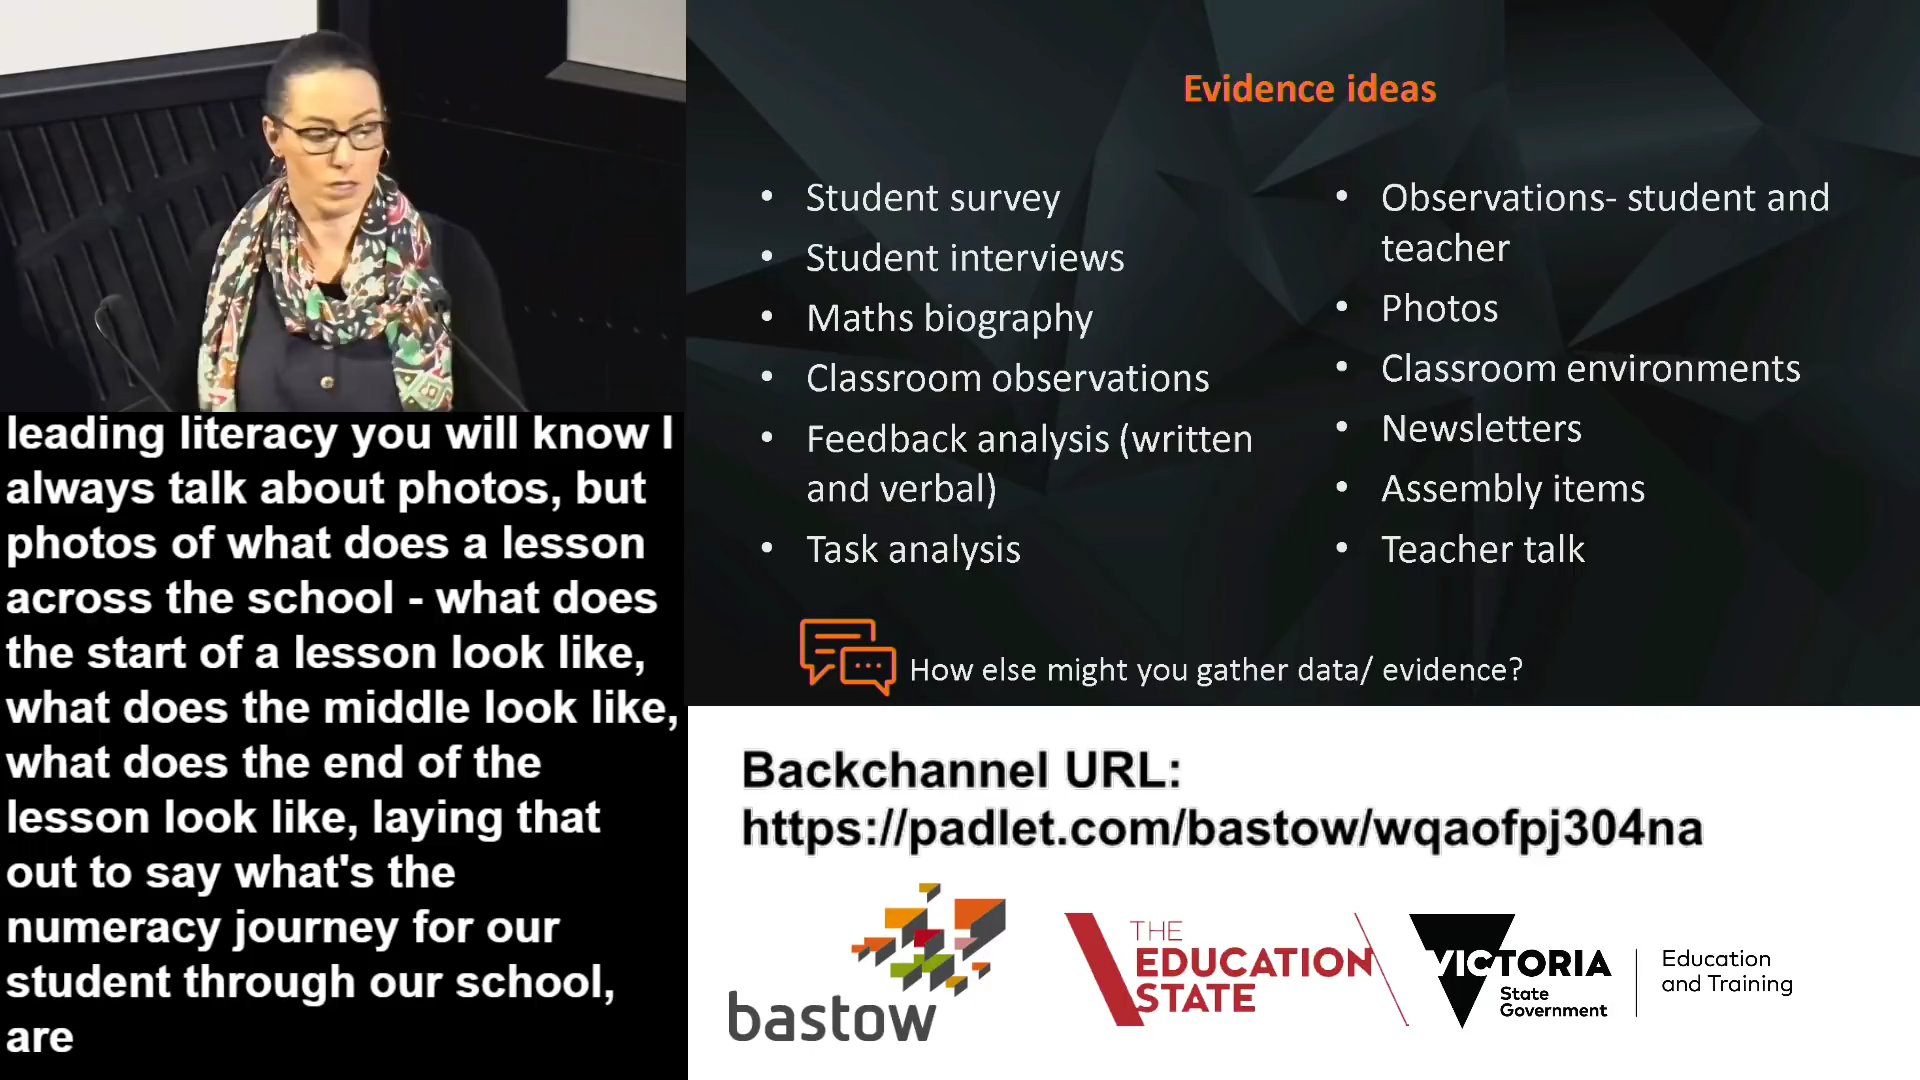 Evidence ideas
• Student survey
• Student interviews
• Maths biography
• Classroom observations
• Feedback analysis (written
and verbal)
• Task analysis
• Observations- student and
teacher
• Photos
• Classroom environments
• Newsletters
• Assembly items
• Teacher talk
How else might you gather data/ evidence?
leading literacy you will know I
always talk about photos, but
photos of what does a lesson
across the school - what does
the start of a lesson look like,
what does the middle look like,
what does the end of the
lesson look like, laying that
out to say what's the
numeracy journey for our
student through our school,
are
Backchannel URL:
https://padlet.com/bastow/wqaofpj304na
bastow
THE
EDUCATION
STATE
VICTORIA
State
Government
Education
and Training